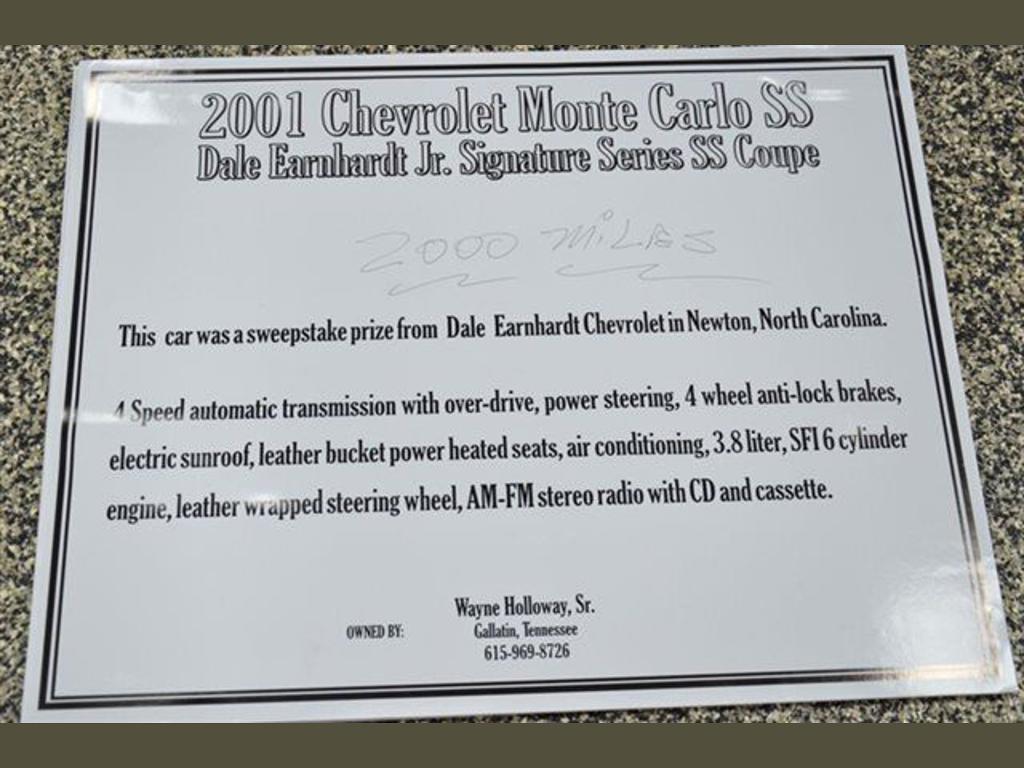 2001 Chevrolet Monte Carlo SS
Dale Earnhardt Jr. Signature Series SS Coupe
2000 MiLES
This car was a sweepstake prize from Dale Earnhardt Chevrolet in Newton, North Carolina.
4 Speed automatic transmission with over-drive, power steering, 4 wheel anti-lock brakes,
electric sunroof, leather bucket power heated seats, air conditioning, 3.8 liter, SFI 6 cylinder
engine, leather wrapped steering wheel, AM-FM stereo radio with CD and cassette.
Wayne Holloway, Sr.
OWNED BY: Gallatin, Tennessee
615-969-8726